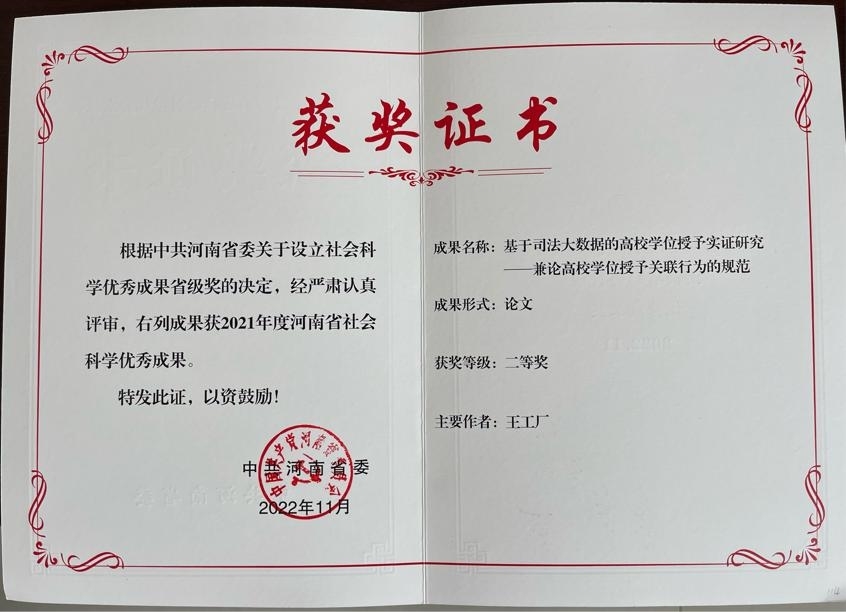 获奖证书
根据中共河南省委关于设立社会科
学优秀成果省级奖的决定，经严肃认真
评审，右列成果获2021年度河南省社会
科学优秀成果。
特发此证，以资鼓励！
中共河南省委
2022年11月
成果名称：基于司法大数据的高校学位授予实证研究
——兼论高校学位授予关联行为的规范
成果形式：论文
获奖等级：二等奖
主要作者：王工厂